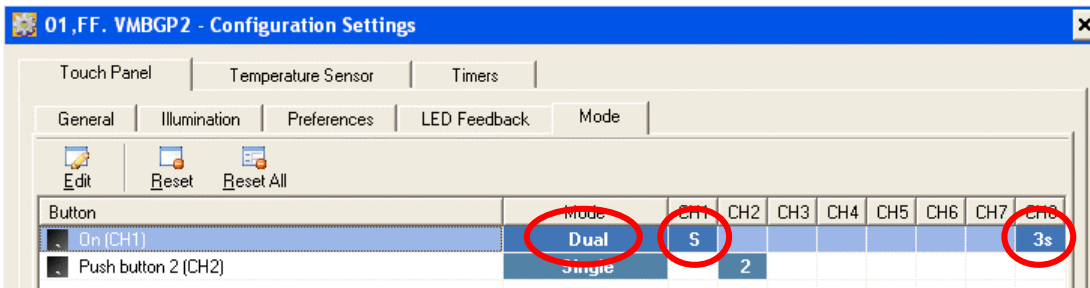 01,FF. VMBGP2 - Configuration Settings
Touch Panel Temperature Sensor Timers
General Illumination Preferences LED Feedback Mode
Edit Reset Reset All
Button Mode CH1 CH2 CH3 CH4 CH5 CH6 CH7 CH8
On (CH1) Dual S 3s
Push button 2 (CH2) Single 2